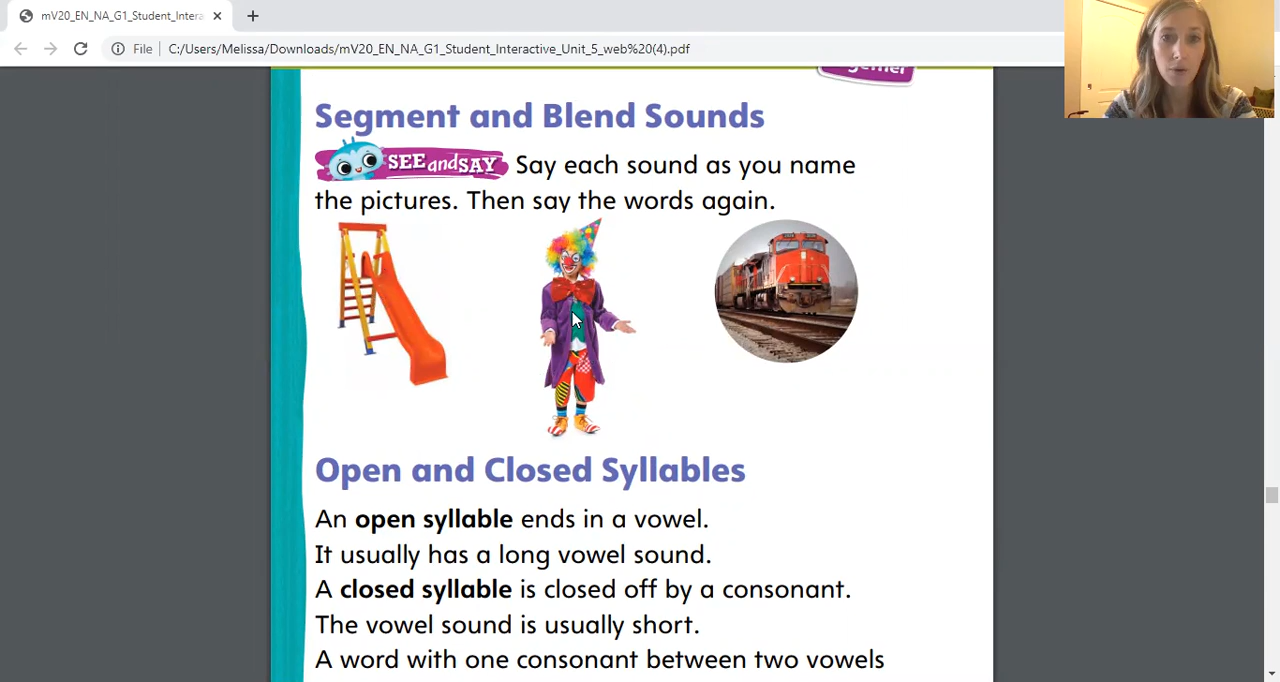 mV20_EN_NA_G1_Student_Intera
File C:/Users/Melissa/Downloads/mV20_EN_NA_G1_Student_Interactive_Unit_5_web%20(4).pdf
Segment and Blend Sounds
SEE and SAY Say each sound as you name
the pictures. Then say the words again.
Open and Closed Syllables
An open syllable ends in a vowel.
It usually has a long vowel sound.
A closed syllable is closed off by a consonant.
The vowel sound is usually short.
A word with one consonant between two vowels